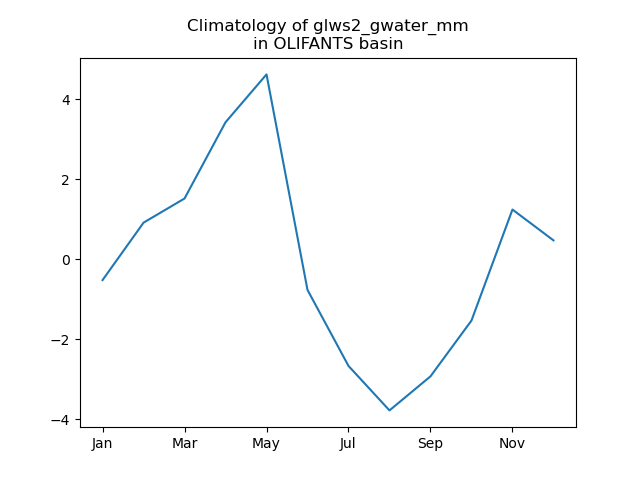 Climatology of glws2_gwater_mm
in OLIFANTS basin
4
2
0
−2
−4
Jan
Mar
May
Jul
Sep
Nov